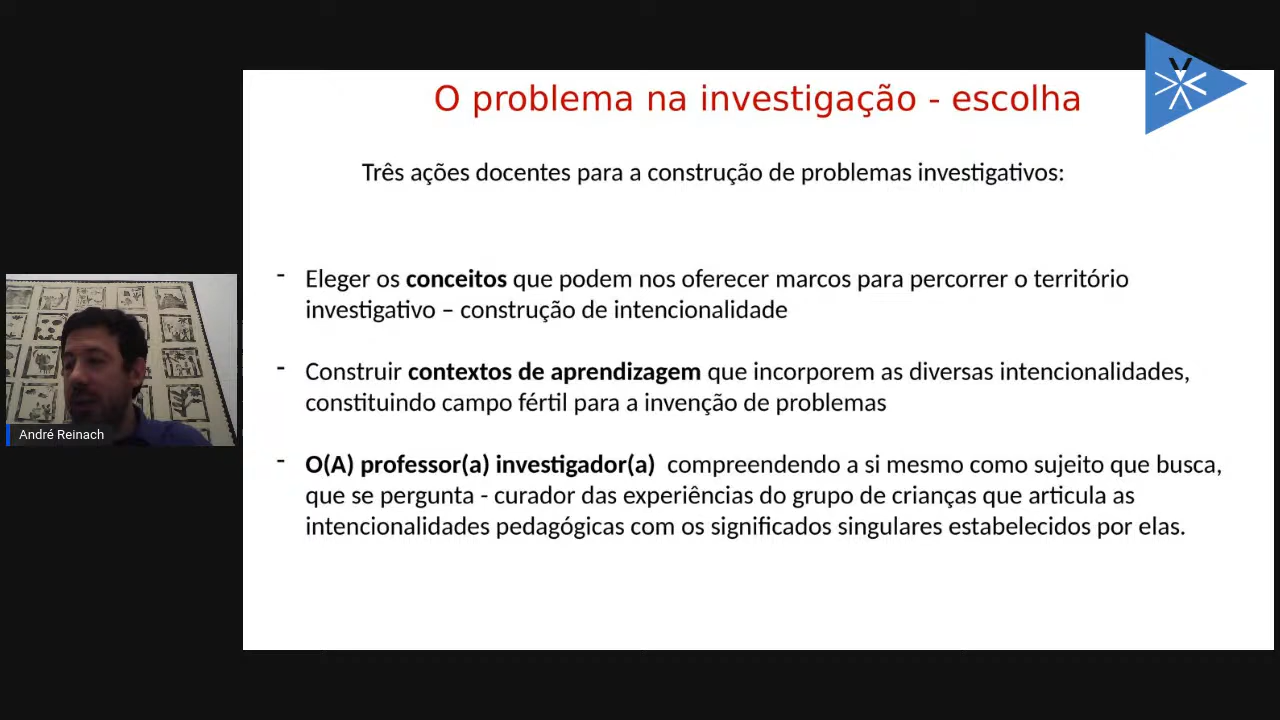 O problema na investigação - escolha
Três ações docentes para a construção de problemas investigativos:
- Eleger os conceitos que podem nos oferecer marcos para percorrer o território
investigativo – construção de intencionalidade
- Construir contextos de aprendizagem que incorporem as diversas intencionalidades,
constituindo campo fértil para a invenção de problemas
- O(A) professor(a) investigador(a) compreendendo a si mesmo como sujeito que busca,
que se pergunta - curador das experiências do grupo de crianças que articula as
intencionalidades pedagógicas com os significados singulares estabelecidos por elas.
André Reinach